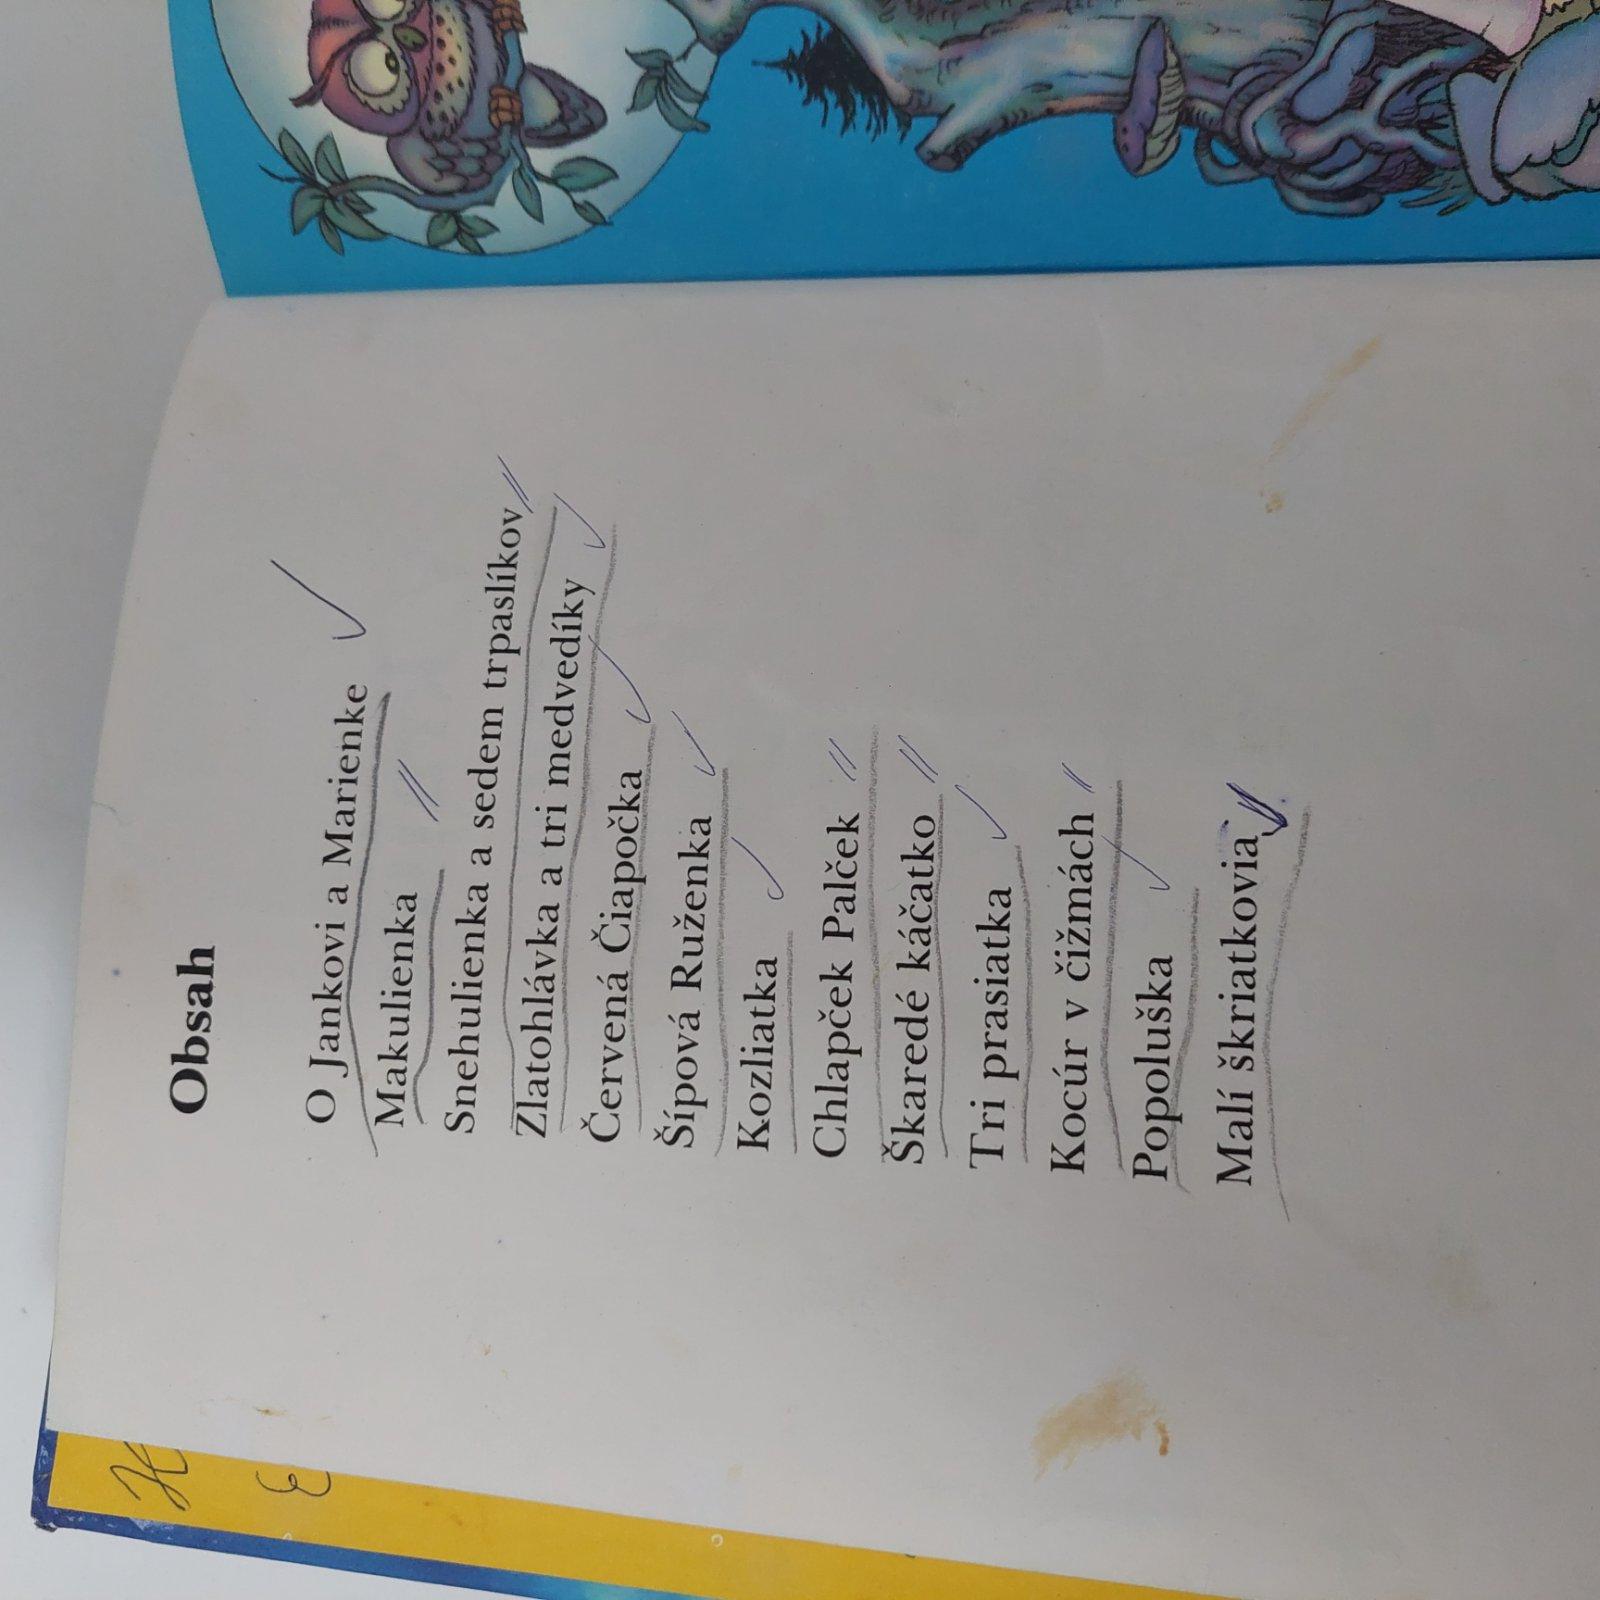 Obsah
O Jankovi a Marienke
Makulienka
Snehulienka a sedem trpaslíkov
Zlatohlávka a tri medvedíky
Červená Čiapočka
Šípová Ruženka
Kozliatka
Chlapček Palček
Škaredé káčatko
Tri prasiatka
Kocúr v čižmách
Popoluška
Malí škriatkovia